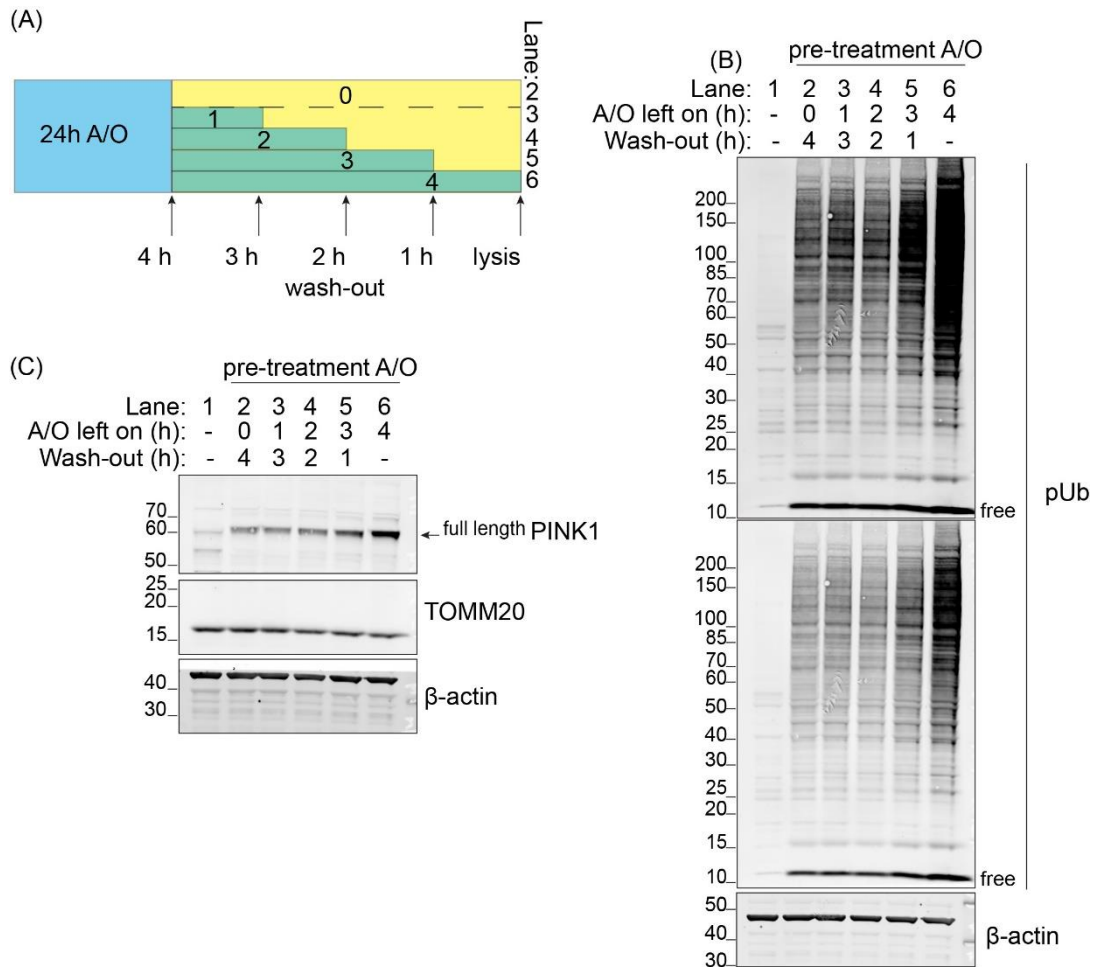 (A)
Lane:
24h A/O
0
1
2
3
4
2
3
4
5
6
4 h
3 h
2 h
1 h
lysis
wash-out
(B)
pre-treatment A/O
Lane: 1 2 3 4 5 6
A/O left on (h): - 0 1 2 3 4
Wash-out (h): - 4 3 2 1 -
200
150
100
85
70
60
50
40
30
25
20
15
10
free
pUb
200
150
100
85
70
60
50
40
30
25
20
15
10
free
50
40
30
β-actin
(C)
pre-treatment A/O
Lane: 1 2 3 4 5 6
A/O left on (h): - 0 1 2 3 4
Wash-out (h): - 4 3 2 1 -
70
60
50
full length PINK1
25
20
15
TOMM20
40
30
β-actin